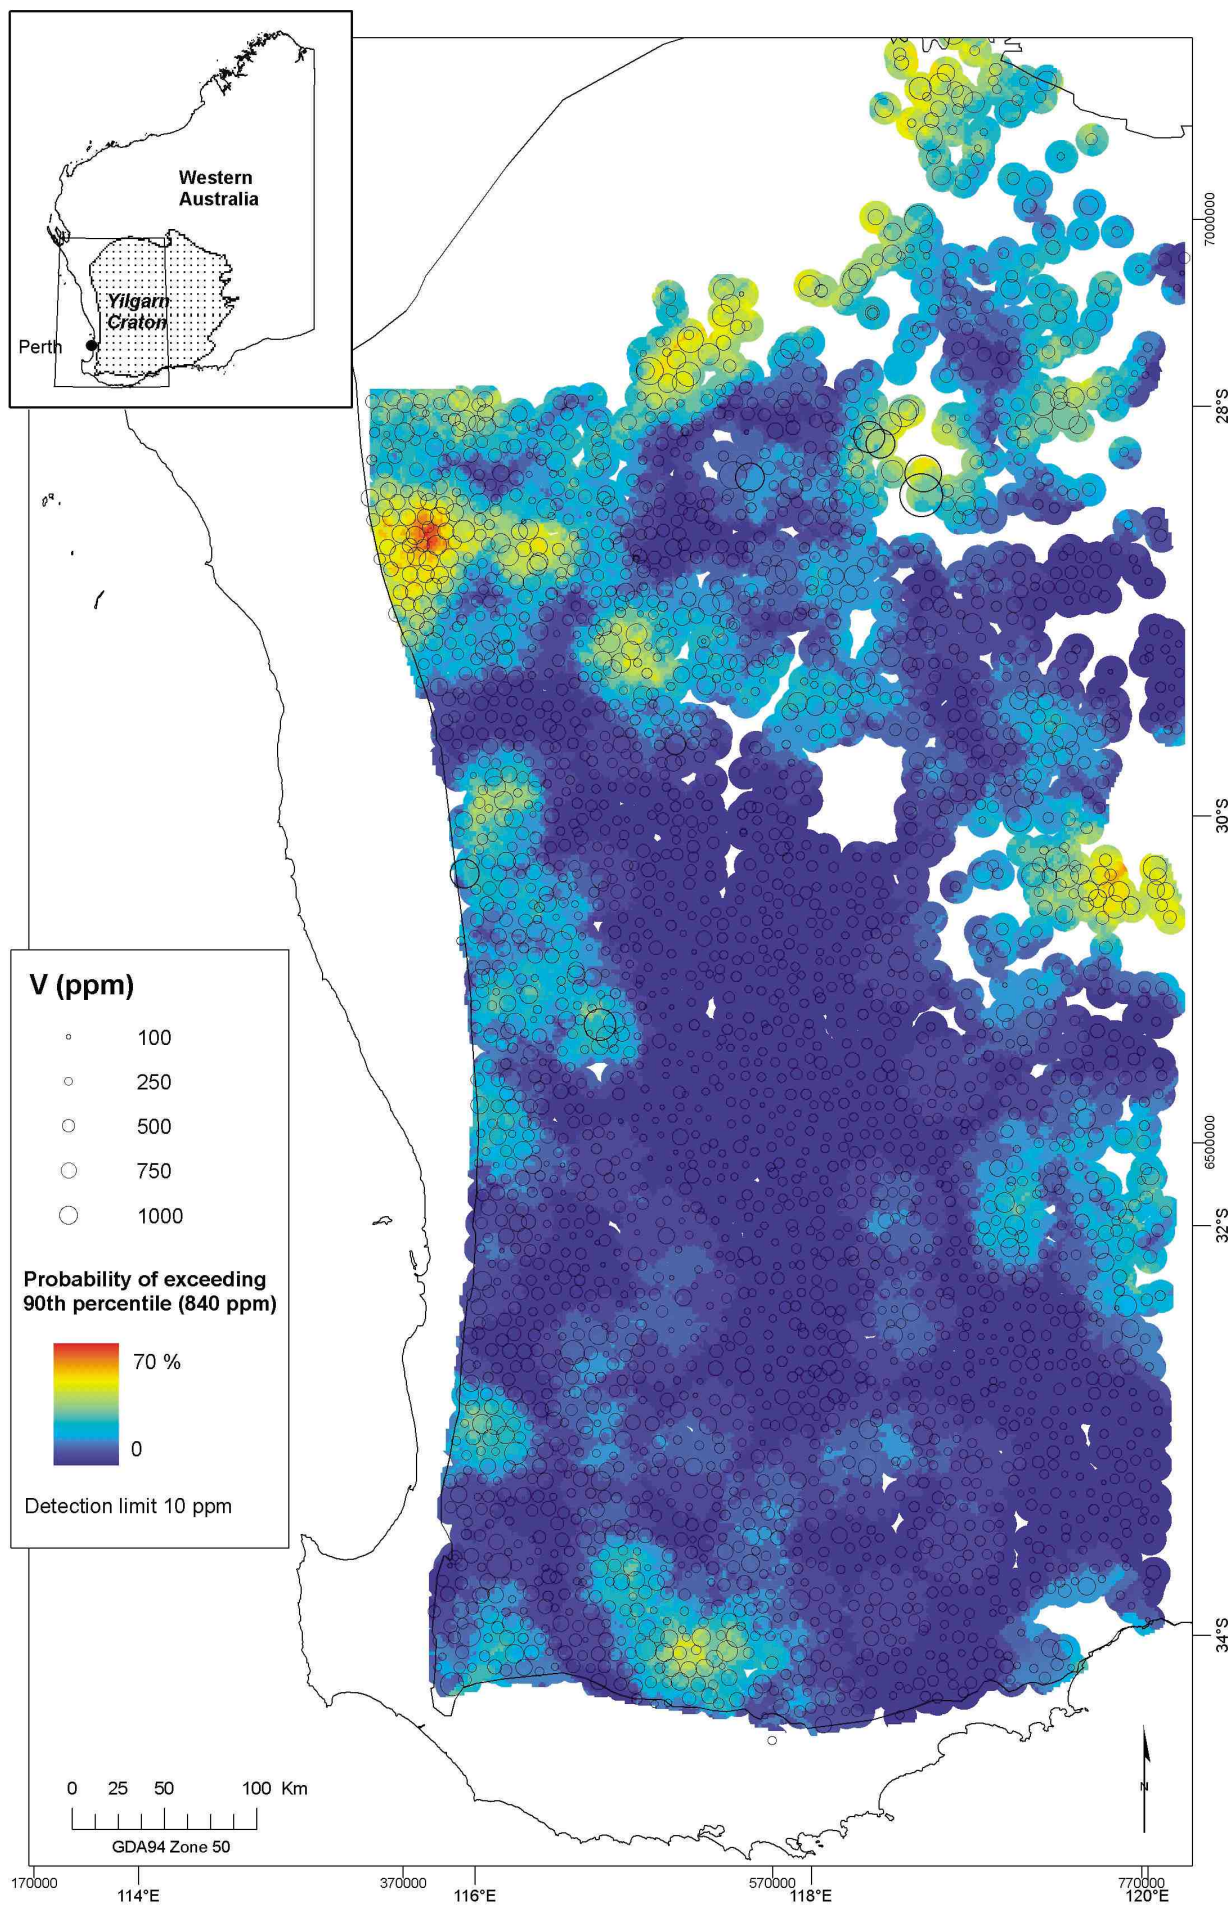 Western
Australia
Yilgarn
Craton
Perth
7000000
28°S
30°S
6500000
32°S
34°S
V (ppm)
100
250
500
750
1000
Probability of exceeding
90th percentile (840 ppm)
70 %
0
Detection limit 10 ppm
0 25 50 100 Km
GDA94 Zone 50
N
170000 370000 570000 770000
114°E 116°E 118°E 120°E